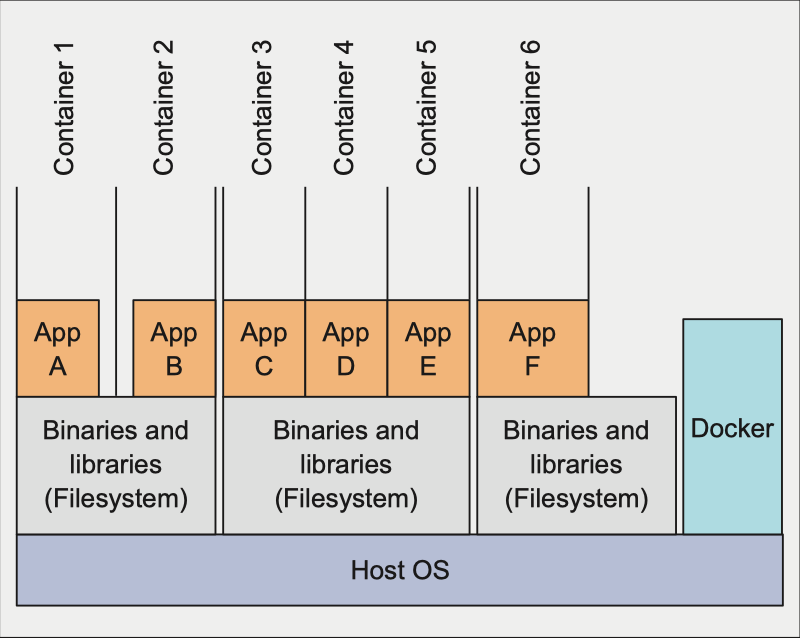 Container 1
Container 2
Container 3
Container 4
Container 5
Container 6
App
A
App
B
App
C
App
D
App
E
App
F
Binaries and
libraries
(Filesystem)
Binaries and
libraries
(Filesystem)
Binaries and
libraries
(Filesystem)
Docker
Host OS